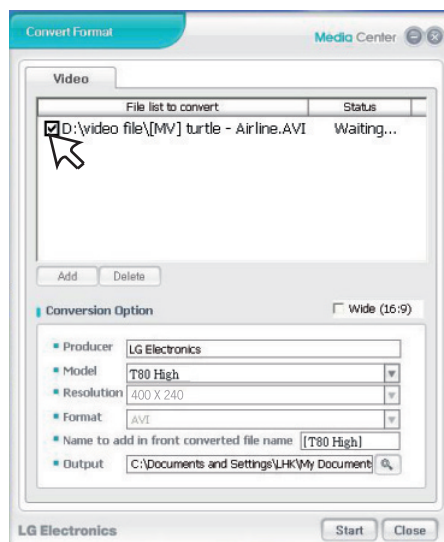 Convert Format
Media Center
Video
File list to convert Status
D:\video file\[MV] turtle - Airline.AVI Waiting...
Add Delete
Conversion Option Wide (16:9)
Producer LG Electronics
Model T80 High
Resolution 400 X 240
Format AVI
Name to add in front converted file name [T80 High]
Output C:\Documents and Settings\LHK\My Document
LG Electronics Start Close